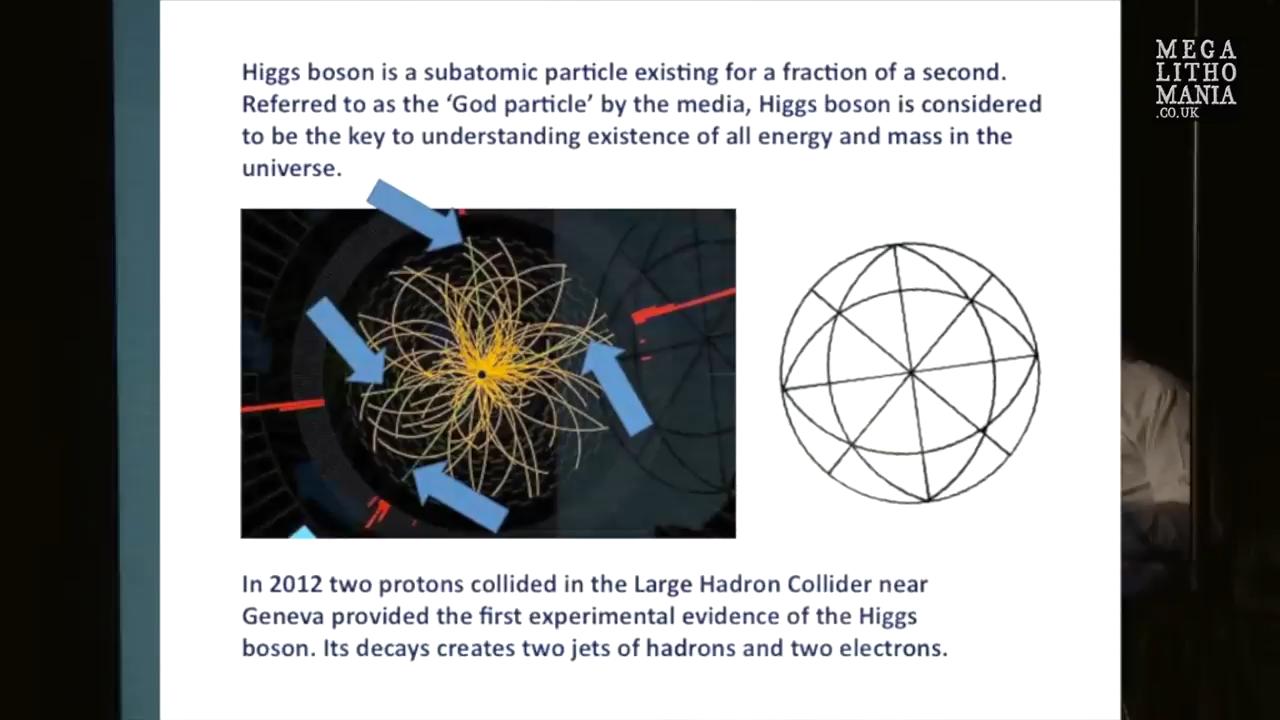 Higgs boson is a subatomic particle existing for a fraction of a second.
Referred to as the ‘God particle’ by the media, Higgs boson is considered
to be the key to understanding existence of all energy and mass in the
universe.
In 2012 two protons collided in the Large Hadron Collider near
Geneva provided the first experimental evidence of the Higgs
boson. Its decays creates two jets of hadrons and two electrons.
MEGA
LITHO
MANIA
.CO.UK